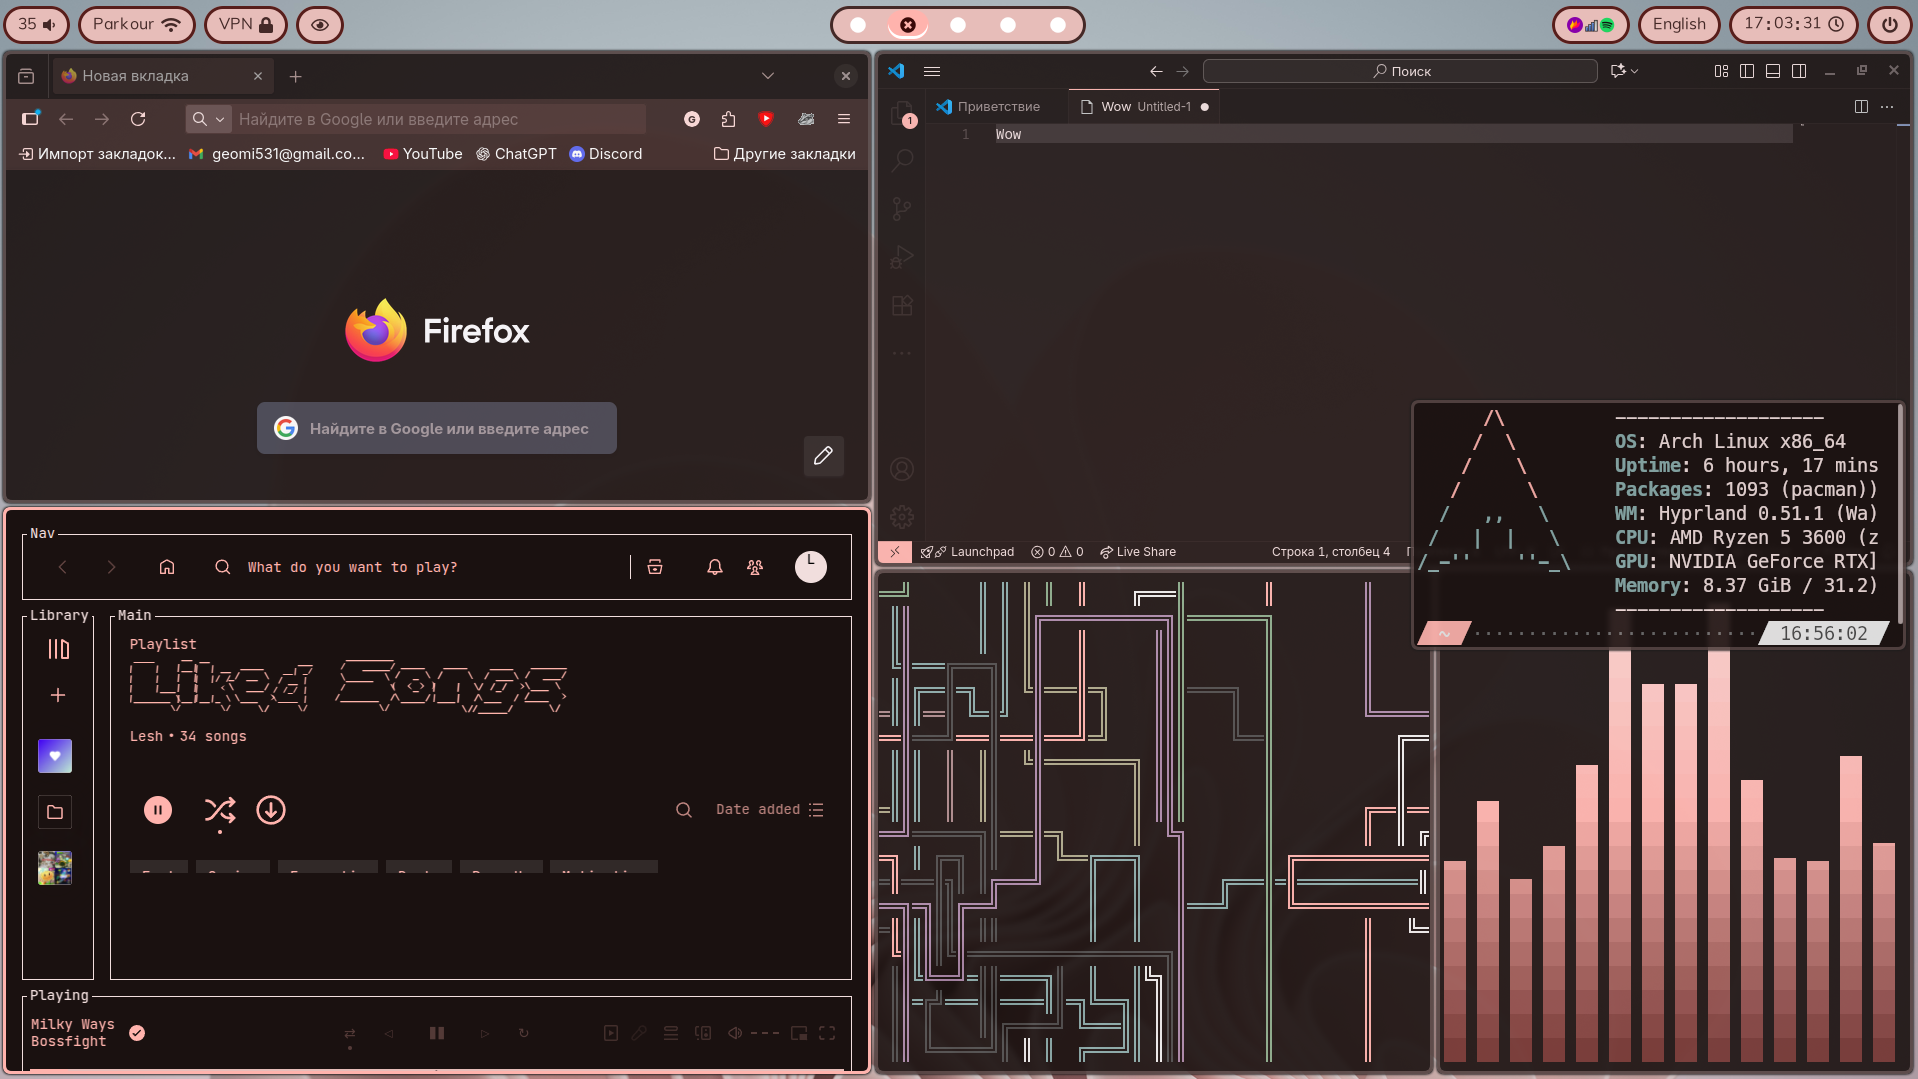 35
Parkour
VPN
English
17:03:31
Новая вкладка
Найдите в Google или введите адрес
Импорт закладок...
geomi531@gmail.co...
YouTube
ChatGPT
Discord
Другие закладки
Firefox
Найдите в Google или введите адрес
Поиск
Приветствие
Wow Untitled-1
1
1 Wow
Launchpad
0 0
Live Share
Строка 1, столбец 4
OS: Arch Linux x86_64
Uptime: 6 hours, 17 mins
Packages: 1093 (pacman))
WM: Hyprland 0.51.1 (Wa)
CPU: AMD Ryzen 5 3600 (z
GPU: NVIDIA GeForce RTX]
Memory: 8.37 GiB / 31.2)
~
16:56:02
Nav
What do you want to play?
L
Library
Main
Playlist
Liked Songs
Lesh • 34 songs
Date added
Playing
Milky Ways
Bossfight